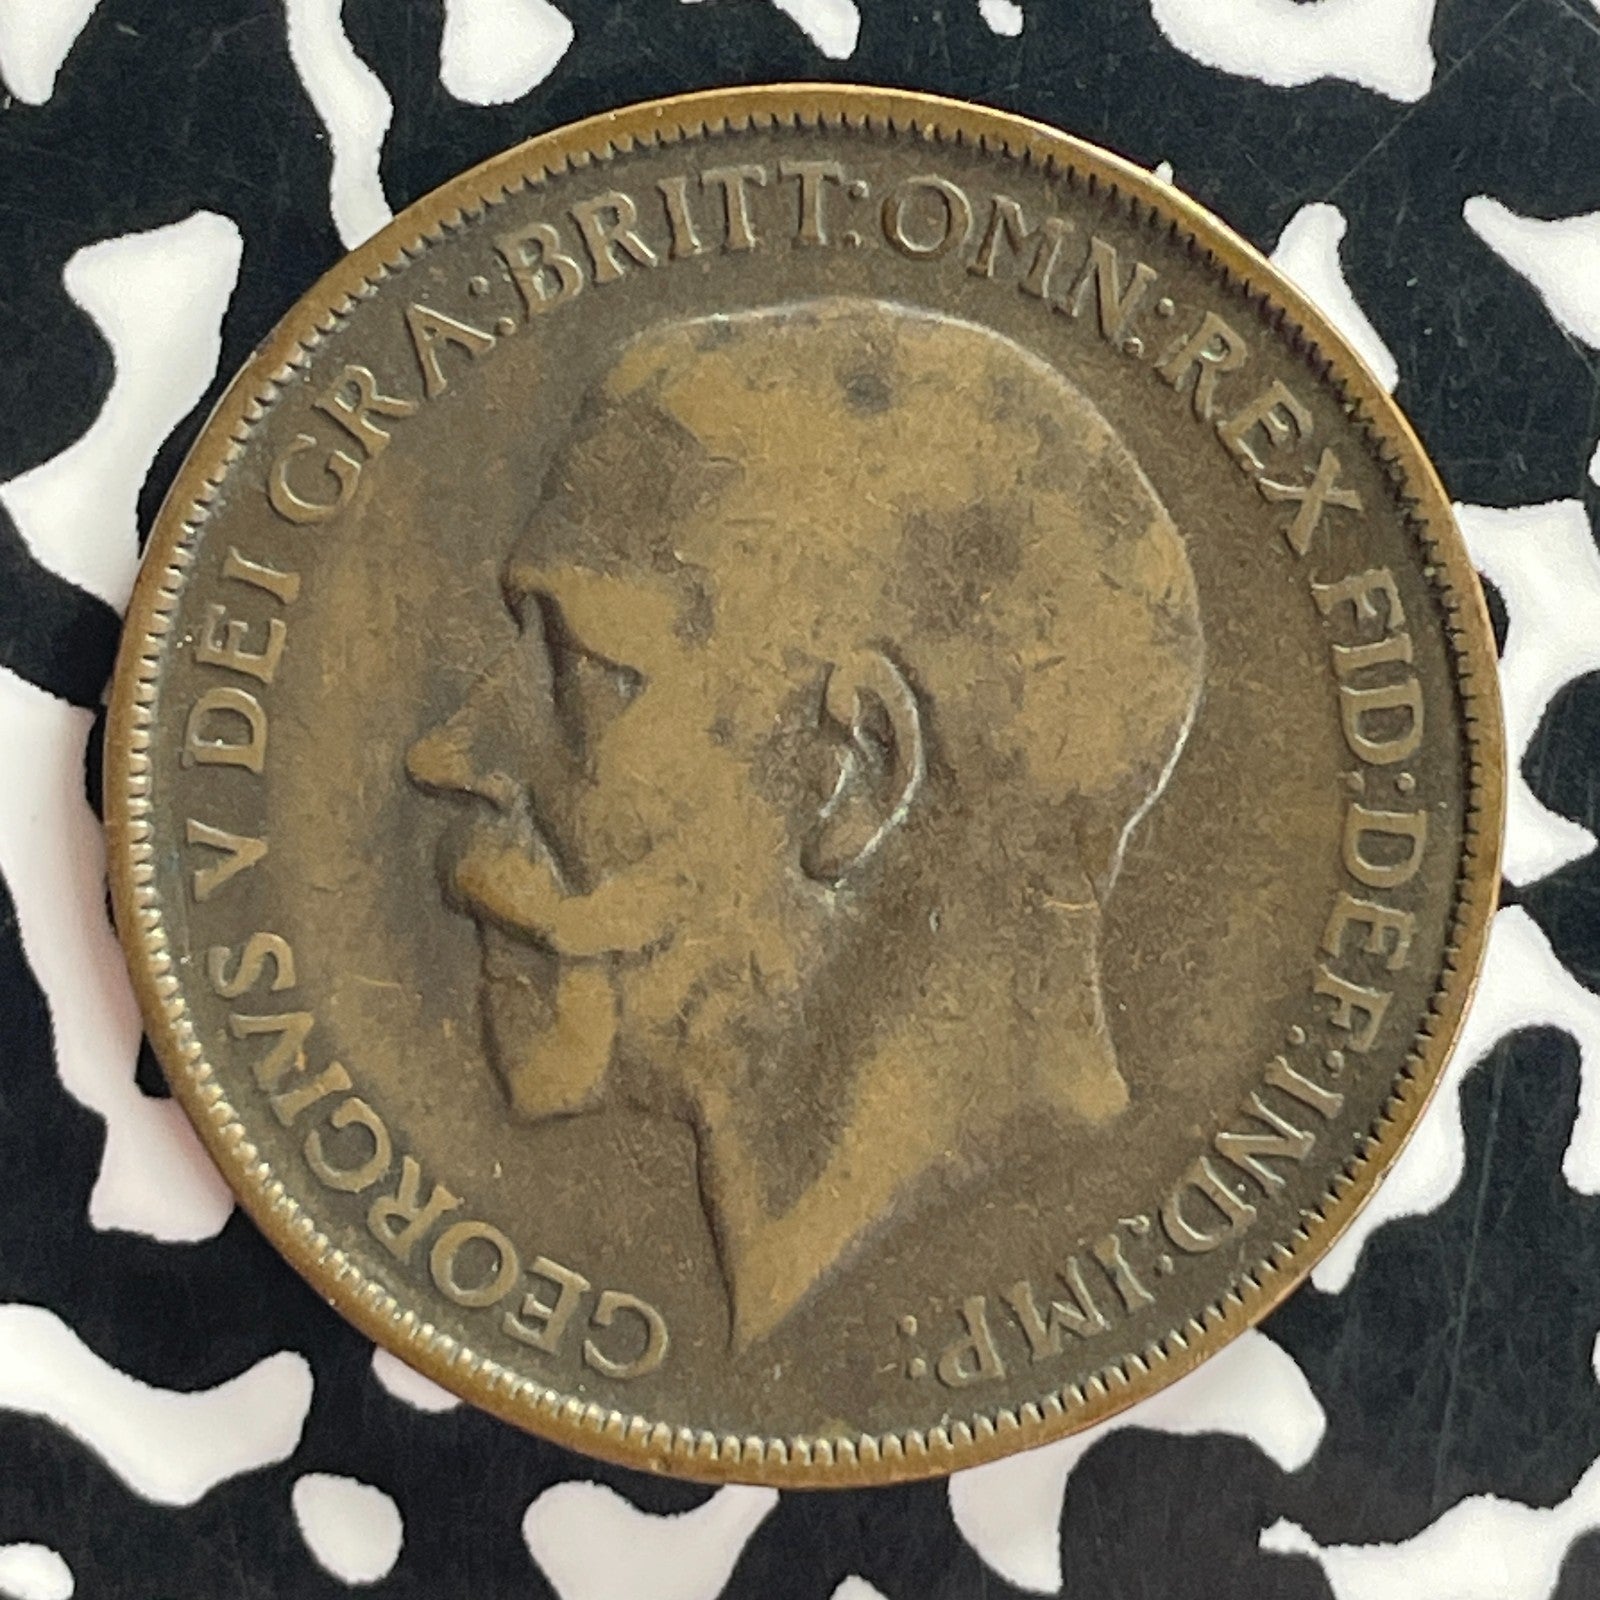 GEORGIVS V DEI GRA:BRITT:OMN:REX FID:DEF:IND:IMP: